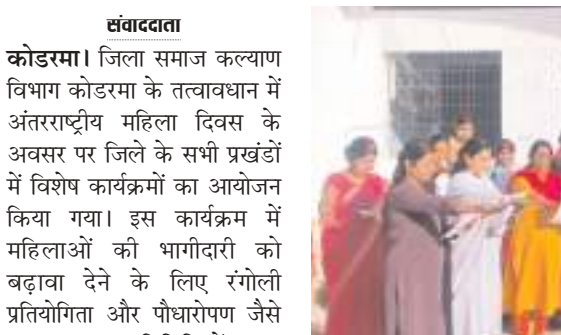 संवाददाता
कोडरमा। जिला समाज कल्याण
विभाग कोडरमा के तत्वावधान में
अंतरराष्ट्रीय महिला दिवस के
अवसर पर जिले के सभी प्रखंडों
में विशेष कार्यक्रमों का आयोजन
किया गया। इस कार्यक्रम में
महिलाओं की भागीदारी को
बढ़ावा देने के लिए रंगोली
प्रतियोगिता और पौधारोपण जैसे